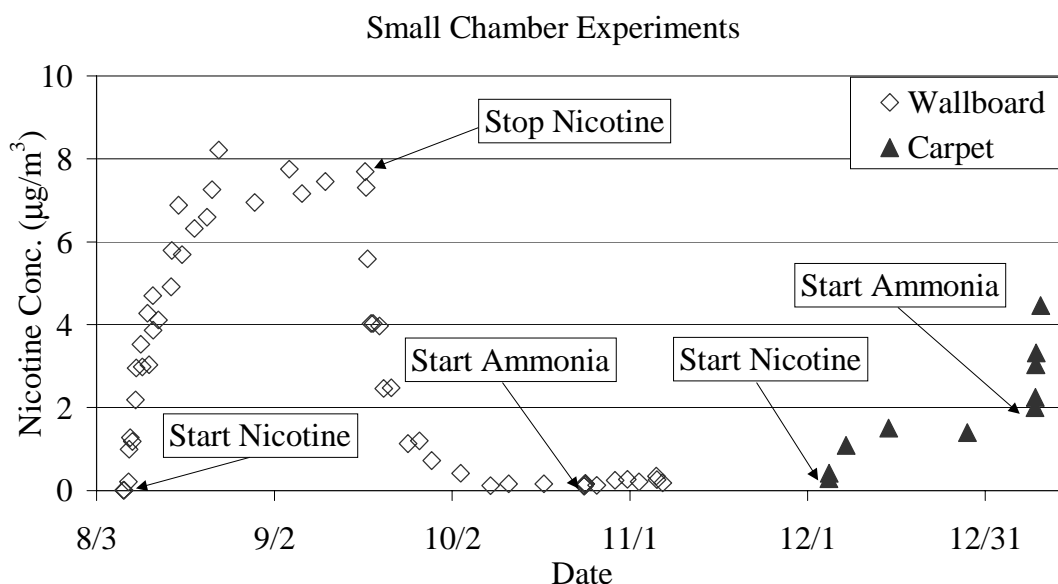 Small Chamber Experiments
10
8
6
4
2
0
Nicotine Conc. (µg/m³)
Wallboard
Carpet
Stop Nicotine
Start Ammonia
Start Ammonia
Start Nicotine
Start Nicotine
8/3 9/2 10/2 11/1 12/1 12/31
Date